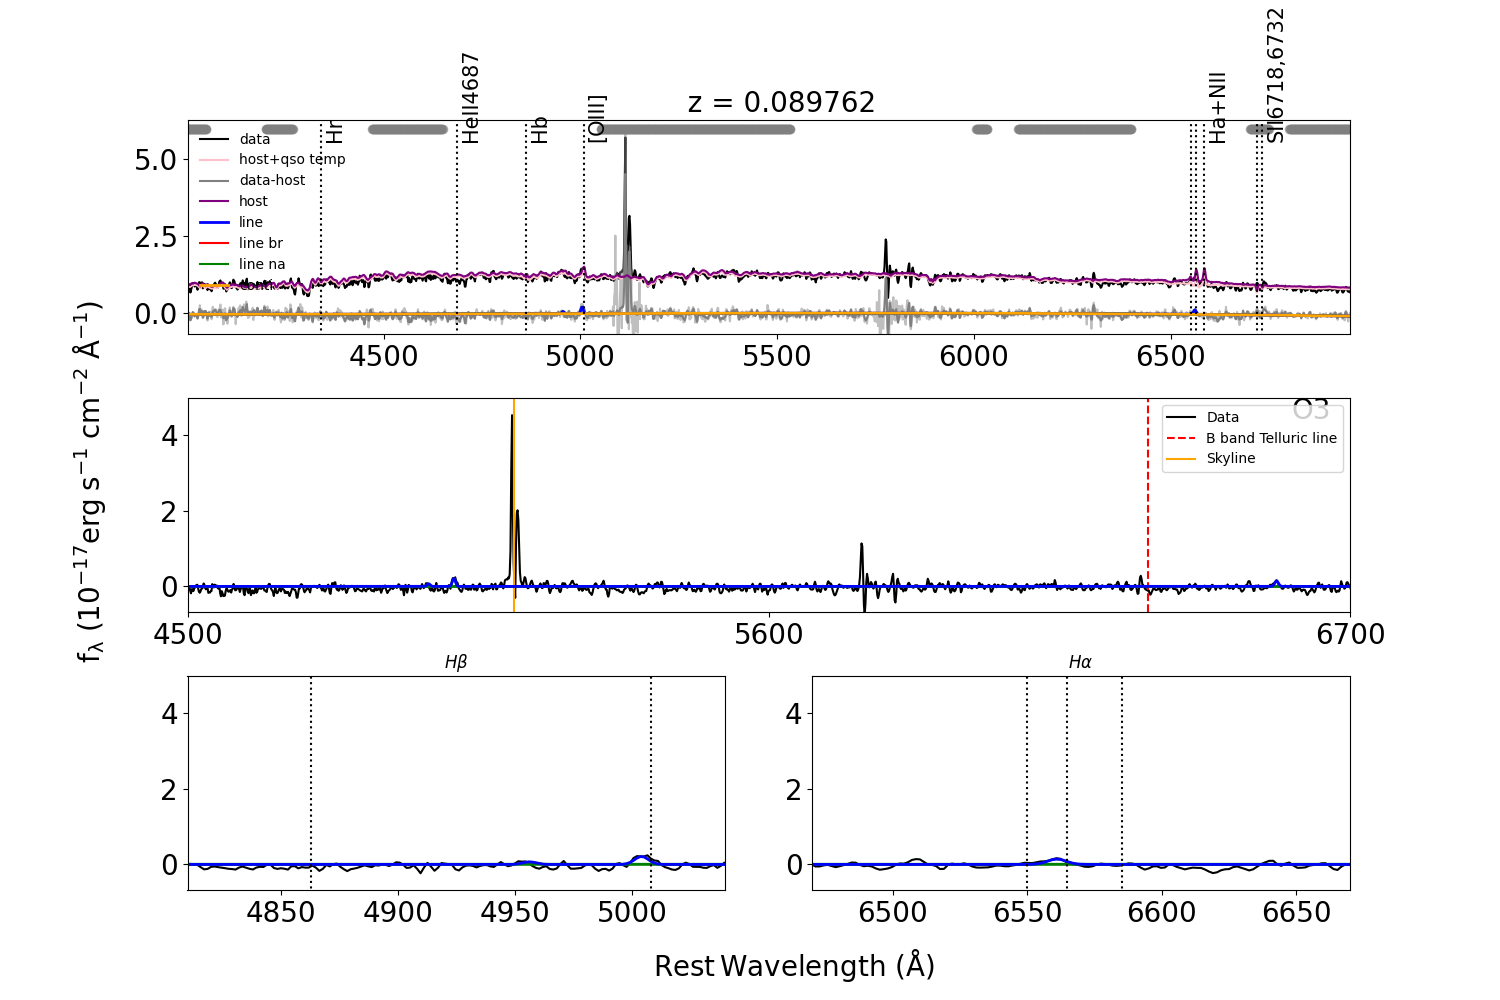 z = 0.089762
Hr
HeII4687
Hb
[OIII]
Ha+NII
SII6718,6732
data
host+qso temp
data-host
host
line
line br
line na
conti
5.0
2.5
0.0
4500 5000 5500 6000 6500
O3
Data
B band Telluric line
Skyline
4
2
0
4500 5600 6700
fλ (10⁻¹⁷erg s⁻¹ cm⁻² Å⁻¹)
Hβ
4
2
0
4850 4900 4950 5000
Hα
4
2
0
6500 6550 6600 6650
Rest Wavelength (Å)